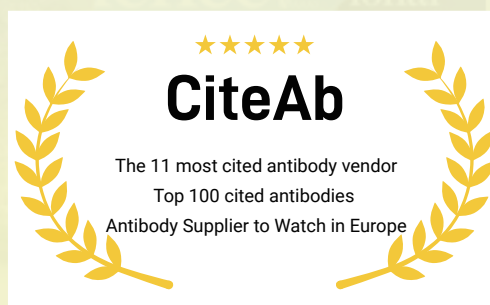 CiteAb
The 11 most cited antibody vendor
Top 100 cited antibodies
Antibody Supplier to Watch in Europe